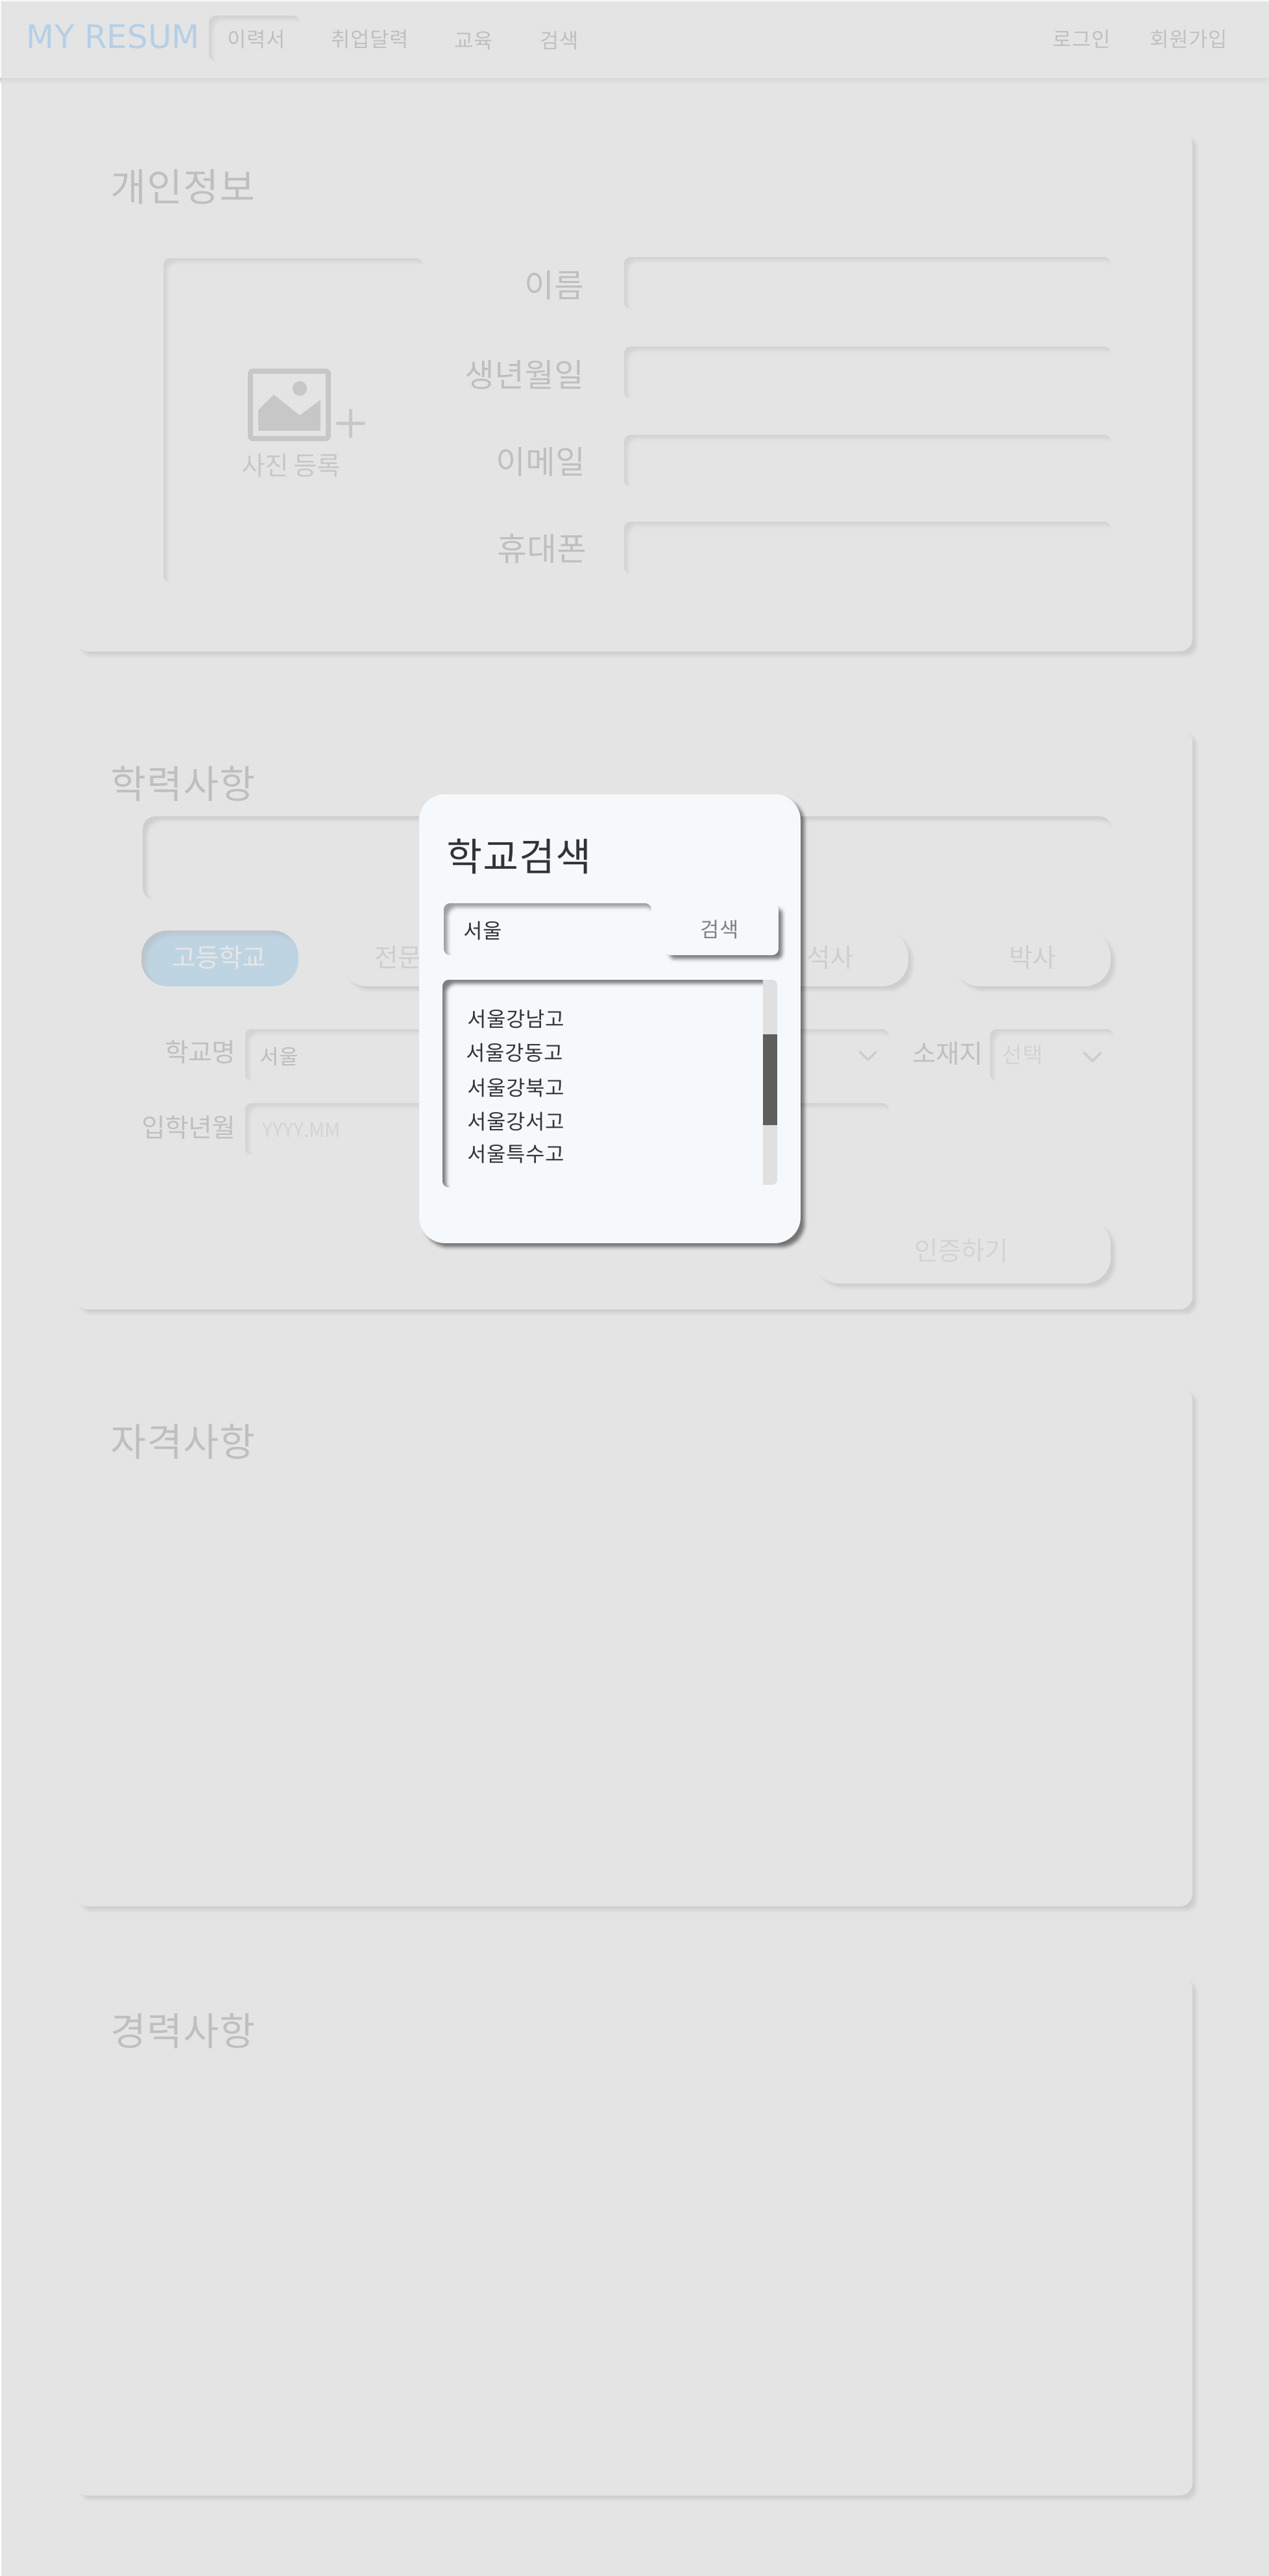 MY RESUM 이력서 취업달력 교육 검색 로그인 회원가입
개인정보
이름
생년월일
사진 등록
이메일
휴대폰
학력사항
고등학교 전문 석사 박사
학교명 서울 소재지 선택
입학년월 YYYY.MM
인증하기
학교검색
서울 검색
서울강남고
서울강동고
서울강북고
서울강서고
서울특수고
자격사항
경력사항